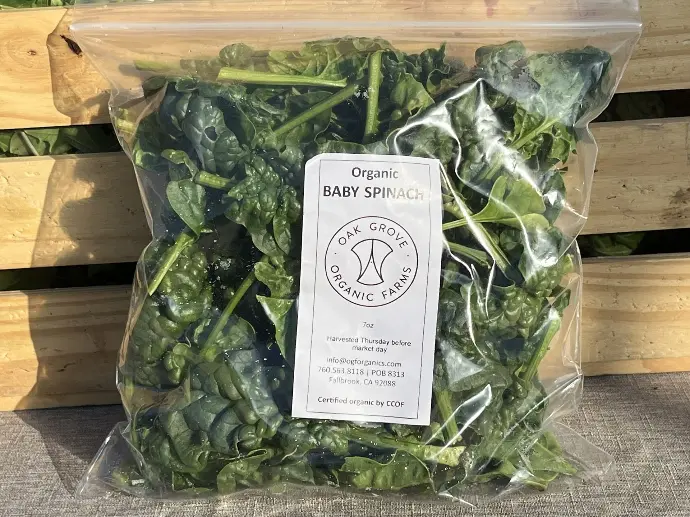 Organic
BABY SPINACH
· OAK GROVE ·
ORGANIC FARMS
7oz
Harvested Thursday before
market day
info@ogforganics.com
760.563.8118 | POB 8313
Fallbrook, CA 92088
Certified organic by CCOF